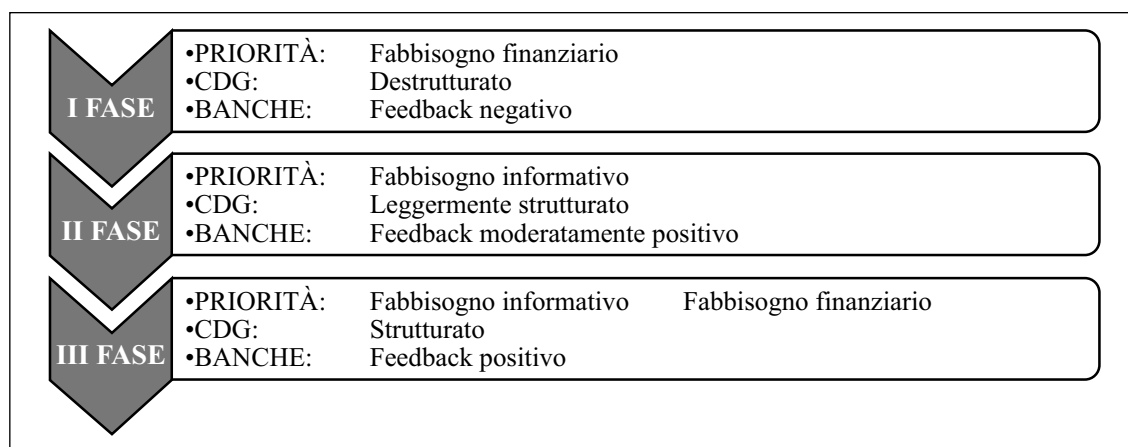 I FASE
•PRIORITÀ: Fabbisogno finanziario
•CDG: Destrutturato
•BANCHE: Feedback negativo
II FASE
•PRIORITÀ: Fabbisogno informativo
•CDG: Leggermente strutturato
•BANCHE: Feedback moderatamente positivo
III FASE
•PRIORITÀ: Fabbisogno informativo Fabbisogno finanziario
•CDG: Strutturato
•BANCHE: Feedback positivo